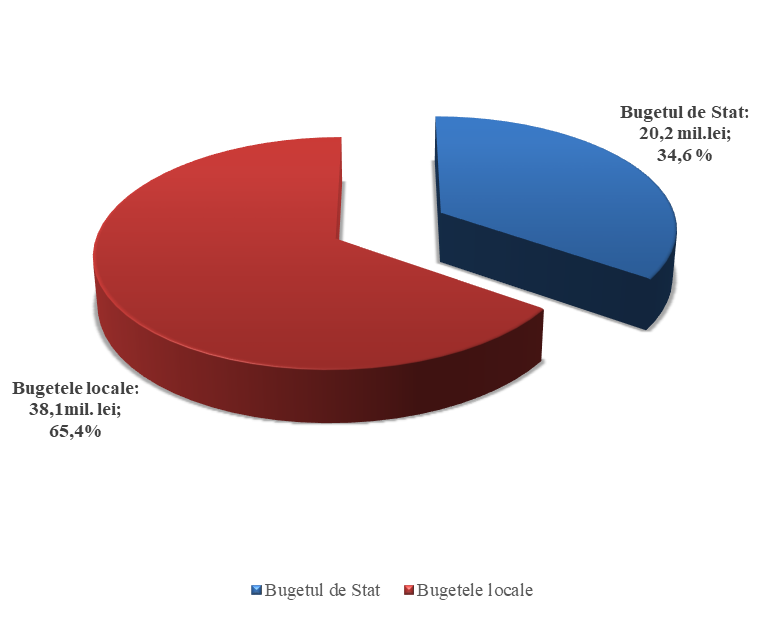 Bugetul de Stat:
20,2 mil.lei;
34,6 %
Bugetele locale:
38,1mil. lei;
65,4%
Bugetul de Stat
Bugetele locale